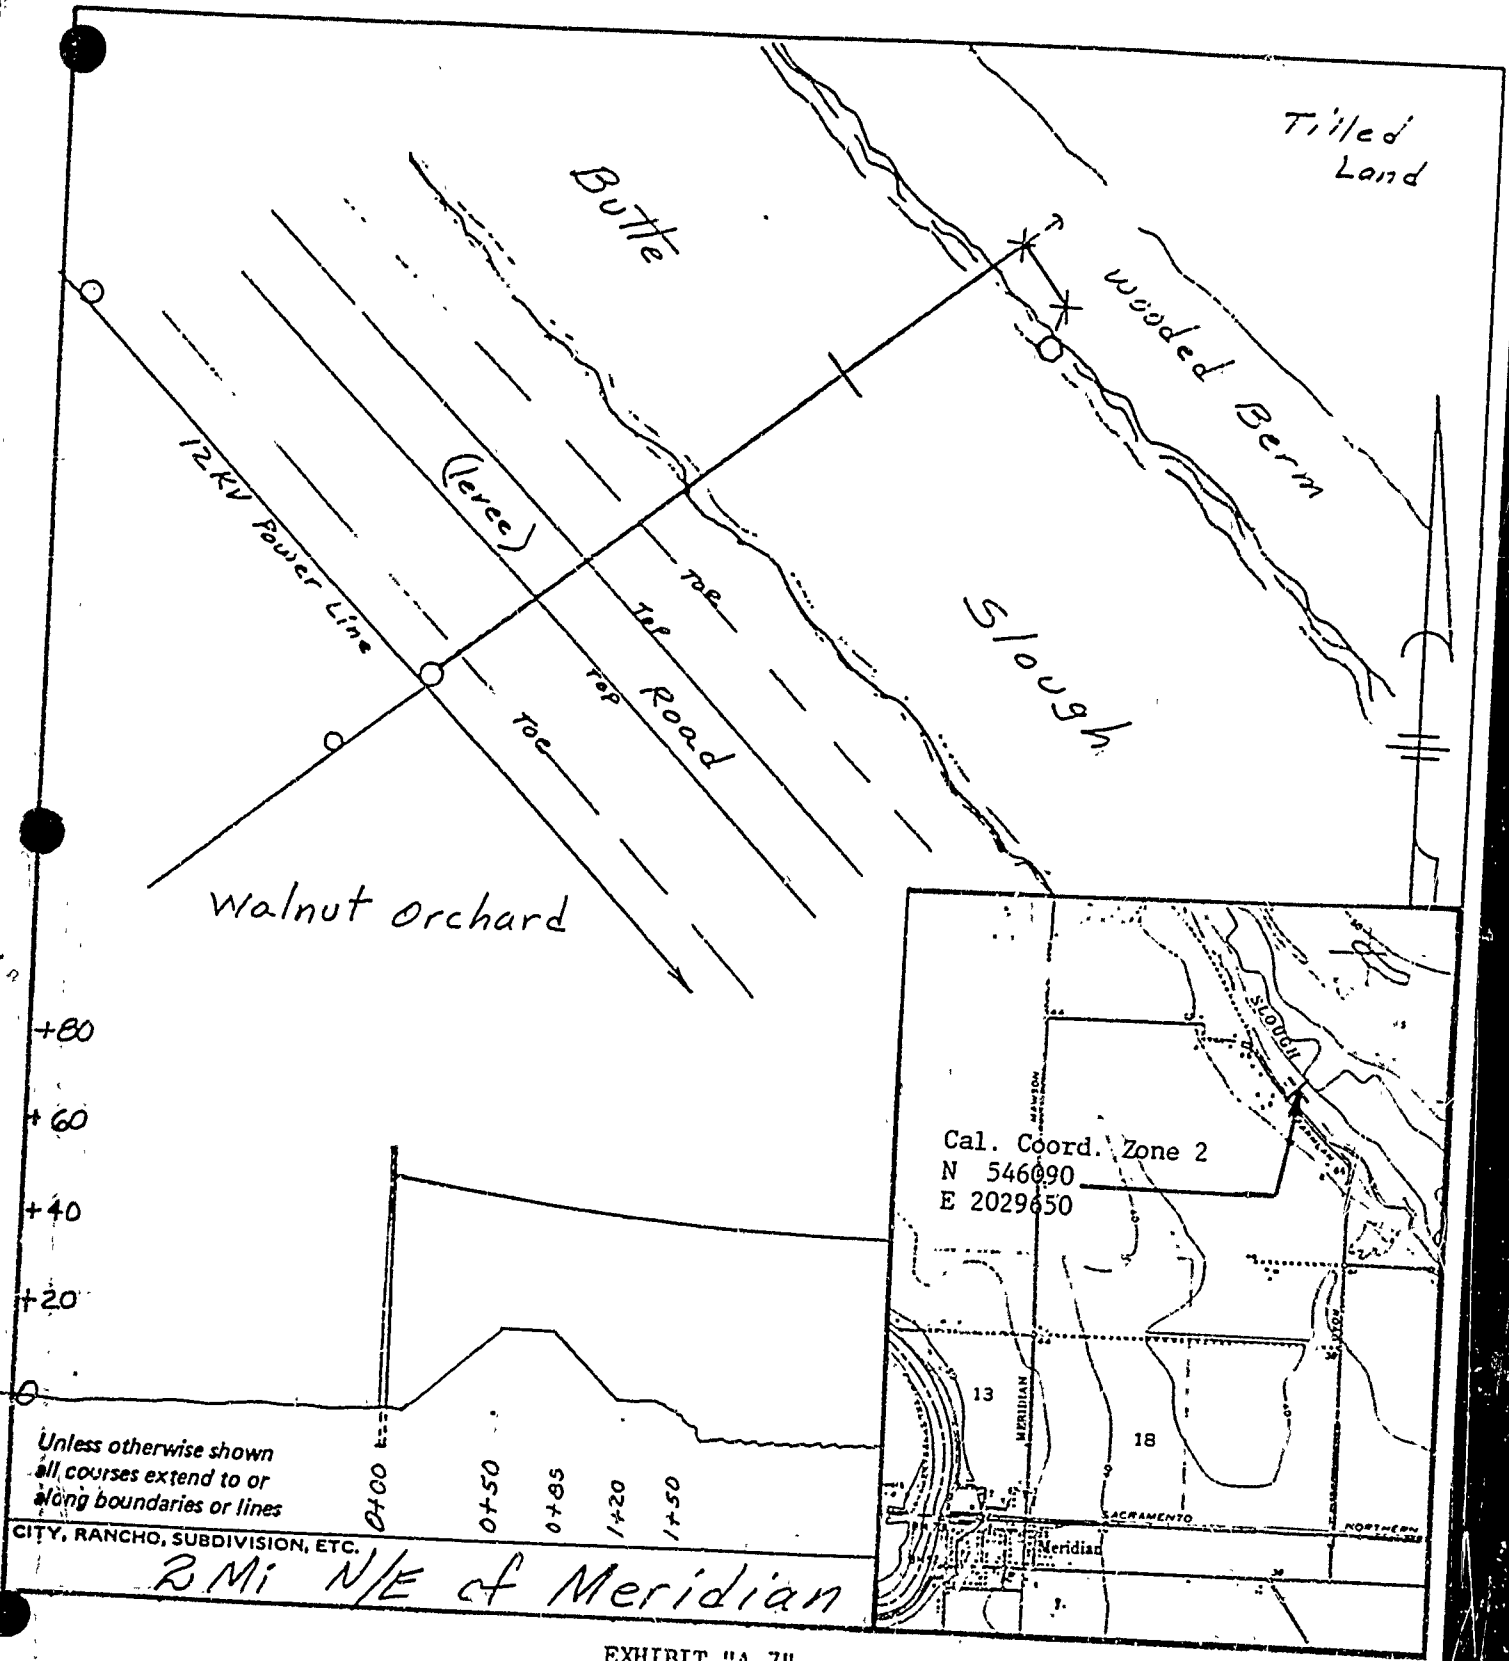 Tilled
Land
Butte
Wooded Berm
12KV Power Line
(levee)
Toe
Top
Top
Road
Toe
Slough
Walnut Orchard
+80
+60
+40
+20
0
SLOUGH
MAWSON
Cal. Coord. Zone 2
N 546090
E 2029650
13
18
MERIDIAN
SACRAMENTO
NORTHERN
Meridian
Unless otherwise shown
all courses extend to or
along boundaries or lines
0+00
0+50
0+85
1+20
1+50
CITY, RANCHO, SUBDIVISION, ETC.
2 Mi N/E of Meridian
EXHIBIT "A-7"